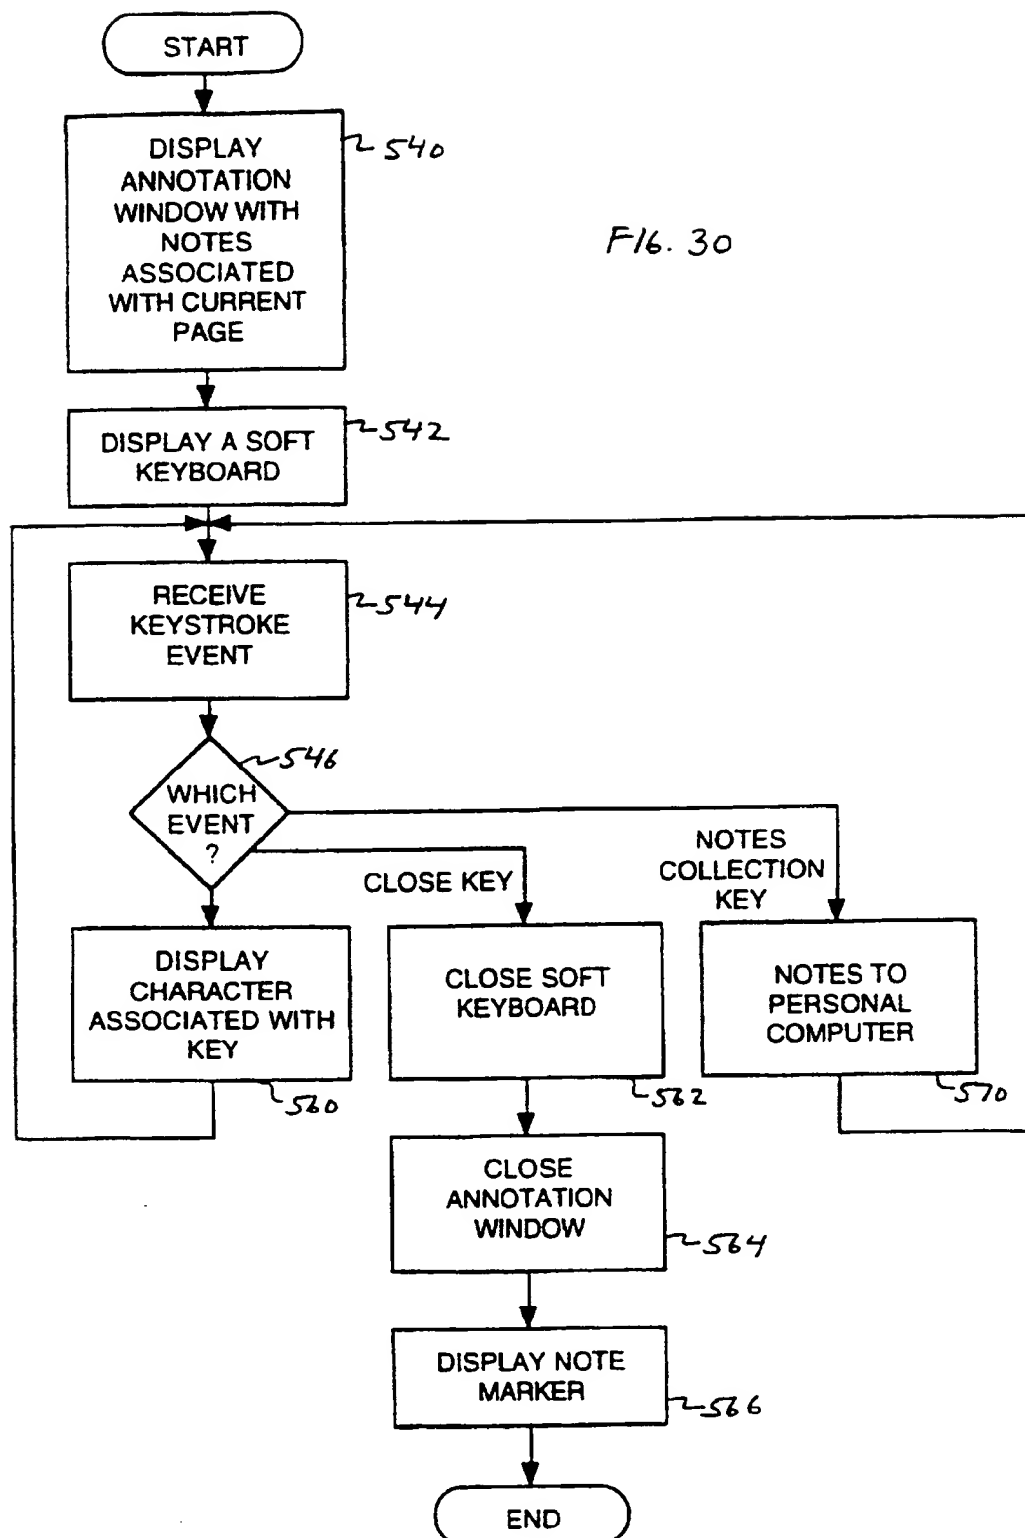 START
DISPLAY
ANNOTATION
WINDOW WITH
NOTES
ASSOCIATED
WITH CURRENT
PAGE
540
FIG. 30
DISPLAY A SOFT
KEYBOARD
542
RECEIVE
KEYSTROKE
EVENT
544
WHICH
EVENT
?
546
CLOSE KEY
NOTES
COLLECTION
KEY
DISPLAY
CHARACTER
ASSOCIATED WITH
KEY
560
CLOSE SOFT
KEYBOARD
562
NOTES TO
PERSONAL
COMPUTER
570
CLOSE
ANNOTATION
WINDOW
564
DISPLAY NOTE
MARKER
566
END